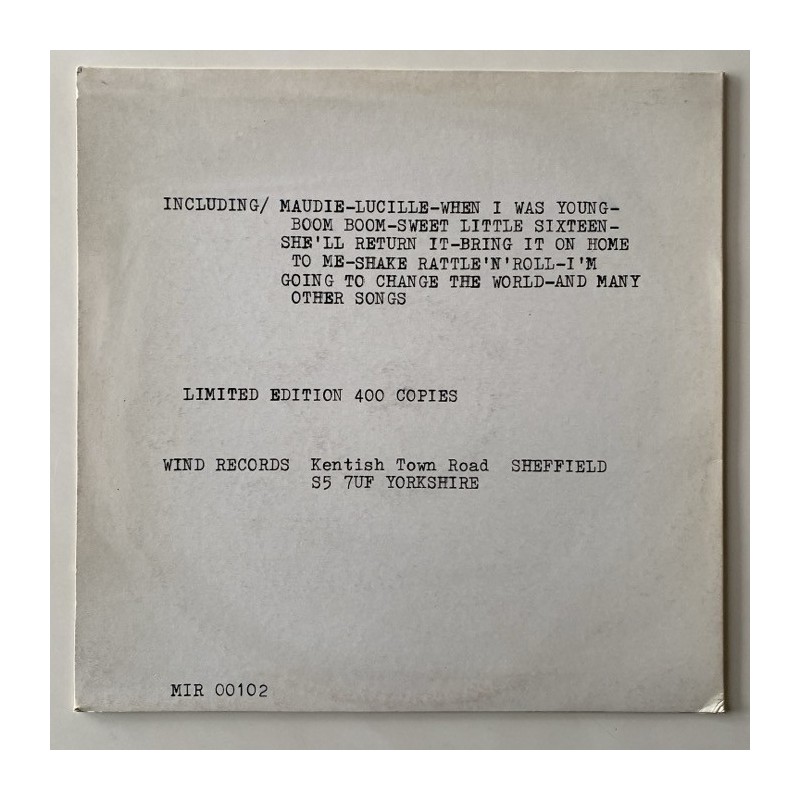 INCLUDING/ MAUDIE-LUCILLE-WHEN I WAS YOUNG-
BOOM BOOM-SWEET LITTLE SIXTEEN-
SHE'LL RETURN IT-BRING IT ON HOME
TO ME-SHAKE RATTLE'N'ROLL-I'M
GOING TO CHANGE THE WORLD-AND MANY
OTHER SONGS
LIMITED EDITION 400 COPIES
WIND RECORDS Kentish Town Road SHEFFIELD
S5 7UF YORKSHIRE
MIR 00102